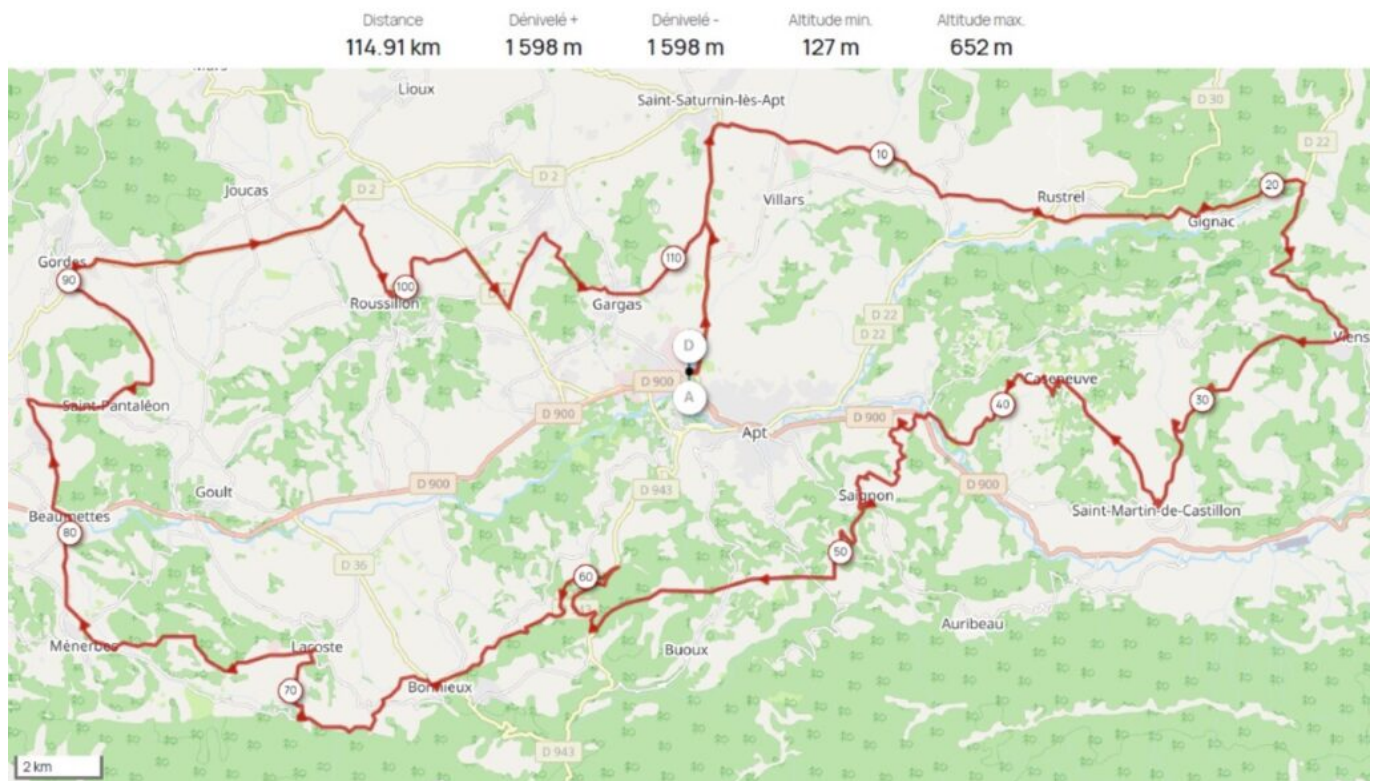 Distance Dénivelé + Dénivelé - Altitude min. Altitude max.
114.91 km 1 598 m 1 598 m 127 m 652 m
Lioux
Saint-Saturnin-lès-Apt
D 30
D 22
10
D 2
D 2
Joucas
Villars
Rustrel
20
Gignac
Gordes
90
110
100
Roussillon
Gargas
D 22
D 22
Viens
D
D 900
A
Caseneuve
30
40
Saint-Pantaléon
D 900
D 900
Apt
D 900
Goult
D 943
Saignon
D 900
Saint-Martin-de-Castillon
Beaumettes
80
50
D 36
60
Auribeau
Ménerbes
Lacoste
Buoux
70
Bonnieux
D 943
2 km